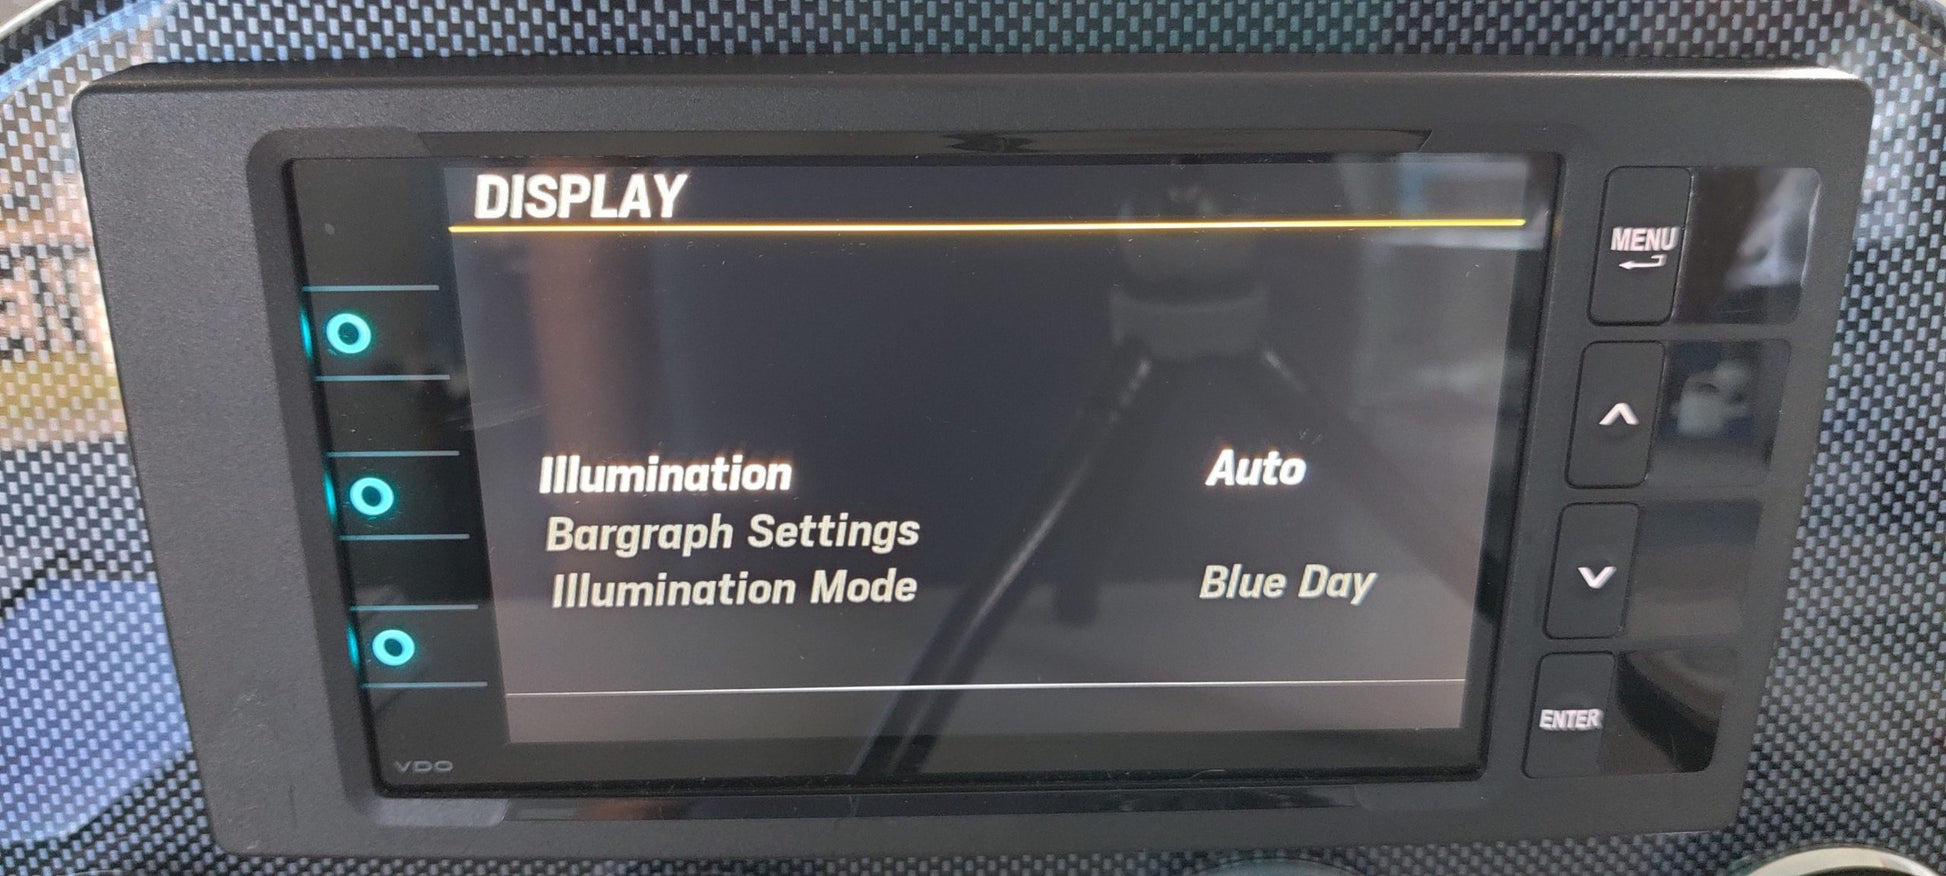 DISPLAY
MENU
Illumination Auto
Bargraph Settings
Illumination Mode Blue Day
ENTER
VDO